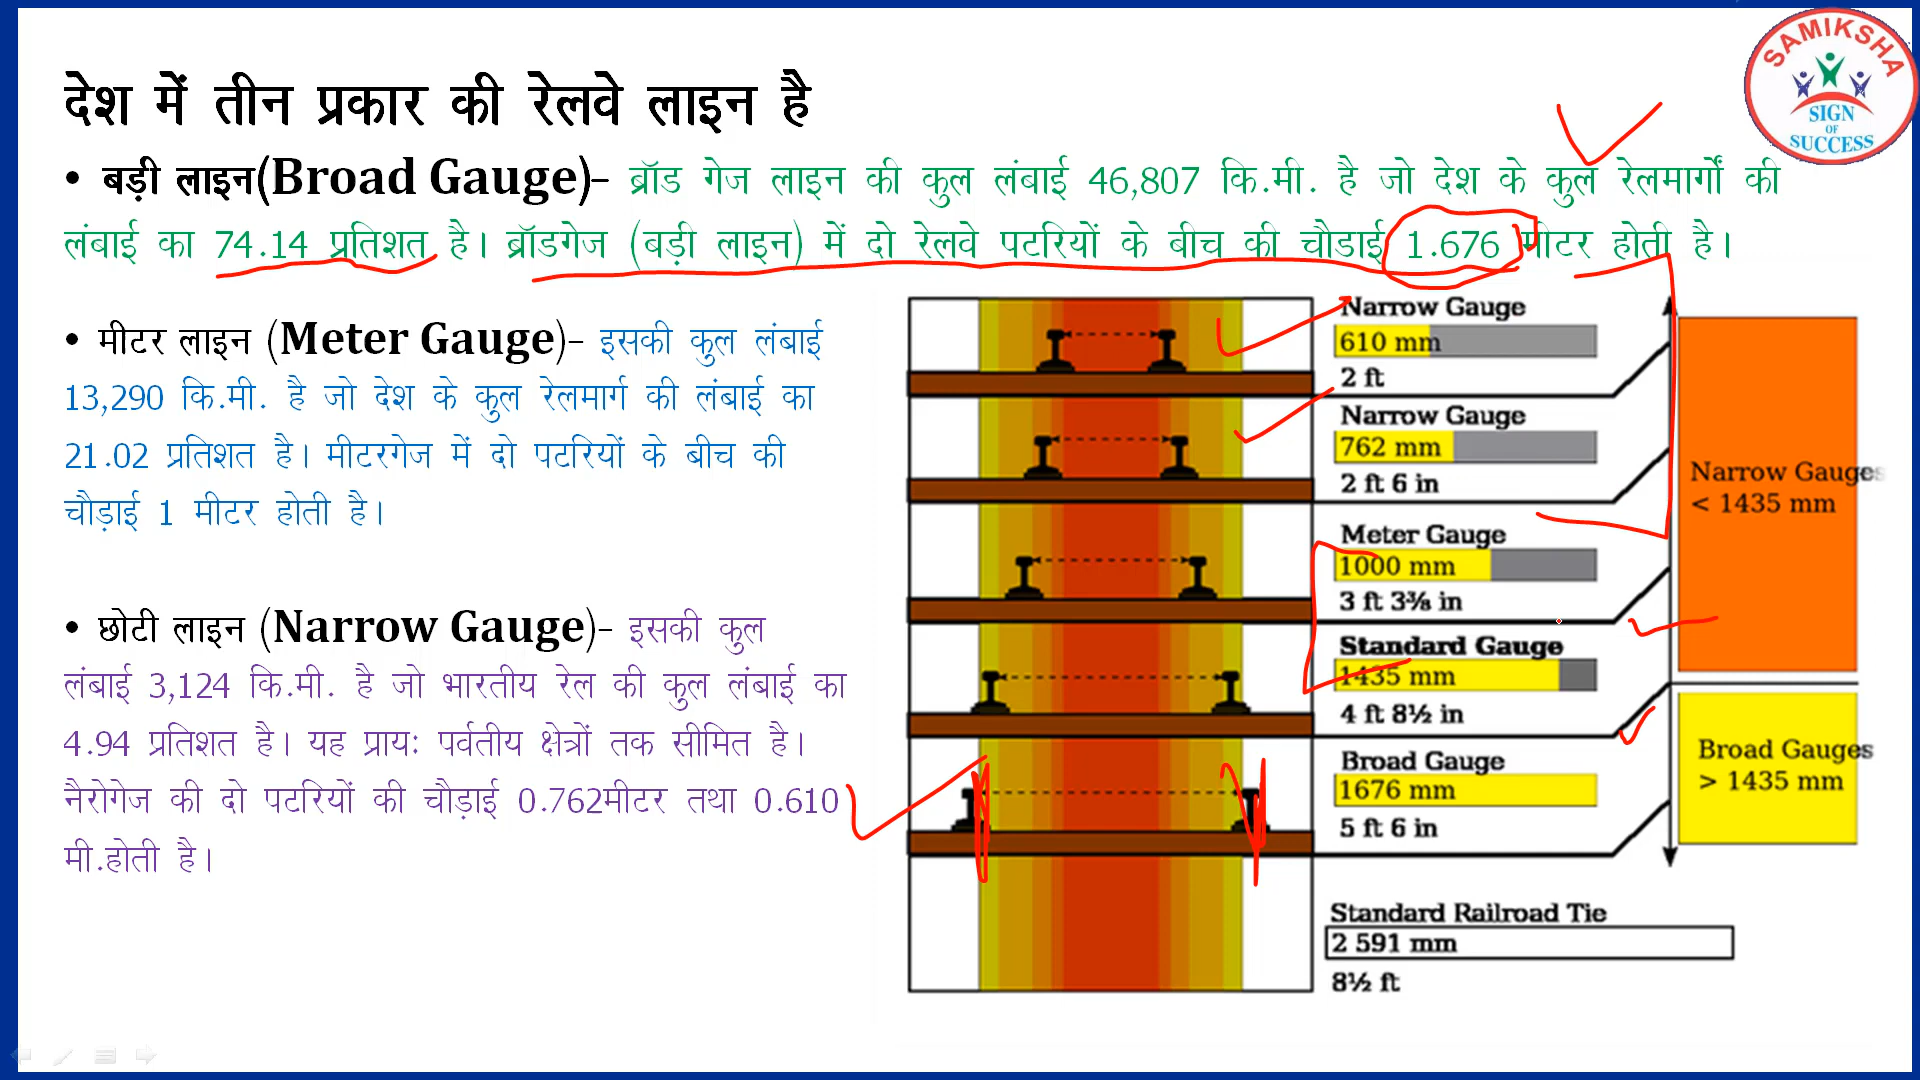 SAMIKSHA
SIGN
OF
SUCCESS
देश में तीन प्रकार की रेलवे लाइन है
• बड़ी लाइन(Broad Gauge)- ब्रॉड गेज लाइन की कुल लंबाई 46,807 कि.मी. है जो देश के कुल रेलमार्गों की
लंबाई का 74.14 प्रतिशत है। ब्रॉडगेज (बड़ी लाइन) में दो रेलवे पटरियों के बीच की चौडाई 1.676 मीटर होती है।
• मीटर लाइन (Meter Gauge)- इसकी कुल लंबाई
13,290 कि.मी. है जो देश के कुल रेलमार्ग की लंबाई का
21.02 प्रतिशत है। मीटरगेज में दो पटरियों के बीच की
चौड़ाई 1 मीटर होती है।
• छोटी लाइन (Narrow Gauge)- इसकी कुल
लंबाई 3,124 कि.मी. है जो भारतीय रेल की कुल लंबाई का
4.94 प्रतिशत है। यह प्रायः पर्वतीय क्षेत्रों तक सीमित है।
नैरोगेज की दो पटरियों की चौड़ाई 0.762मीटर तथा 0.610
मी.होती है।
Narrow Gauge
610 mm
2 ft
Narrow Gauge
762 mm
2 ft 6 in
Meter Gauge
1000 mm
3 ft 3⅜ in
Standard Gauge
1435 mm
4 ft 8½ in
Broad Gauge
1676 mm
5 ft 6 in
Narrow Gauges
< 1435 mm
Broad Gauges
> 1435 mm
Standard Railroad Tie
2 591 mm
8½ ft